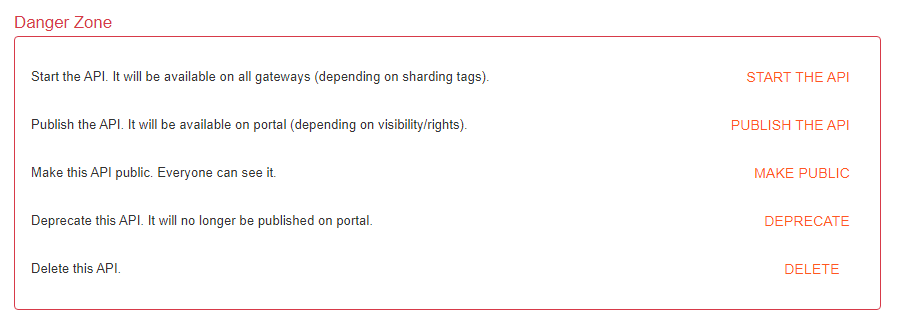 Danger Zone
Start the API. It will be available on all gateways (depending on sharding tags). START THE API
Publish the API. It will be available on portal (depending on visibility/rights). PUBLISH THE API
Make this API public. Everyone can see it. MAKE PUBLIC
Deprecate this API. It will no longer be published on portal. DEPRECATE
Delete this API. DELETE